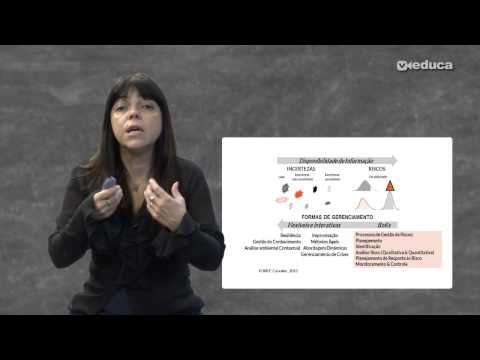 veduca
Disponibilidade de Informação
INCERTEZAS RISCOS
FORMAS DE GERENCIAMENTO
Flexíveis e Interativas
Resiliência Improvisação
Gestão do Conhecimento Métodos Ágeis
Análise ambiental Contextual Abordagens Dinâmicas
Gerenciamento de Crises
Processos de Gestão de Riscos
Planejamento
Identificação
Análise Risco (Qualitativa & Quantitativa)
Planejamento de Resposta ao Risco
Monitoramento & Controle